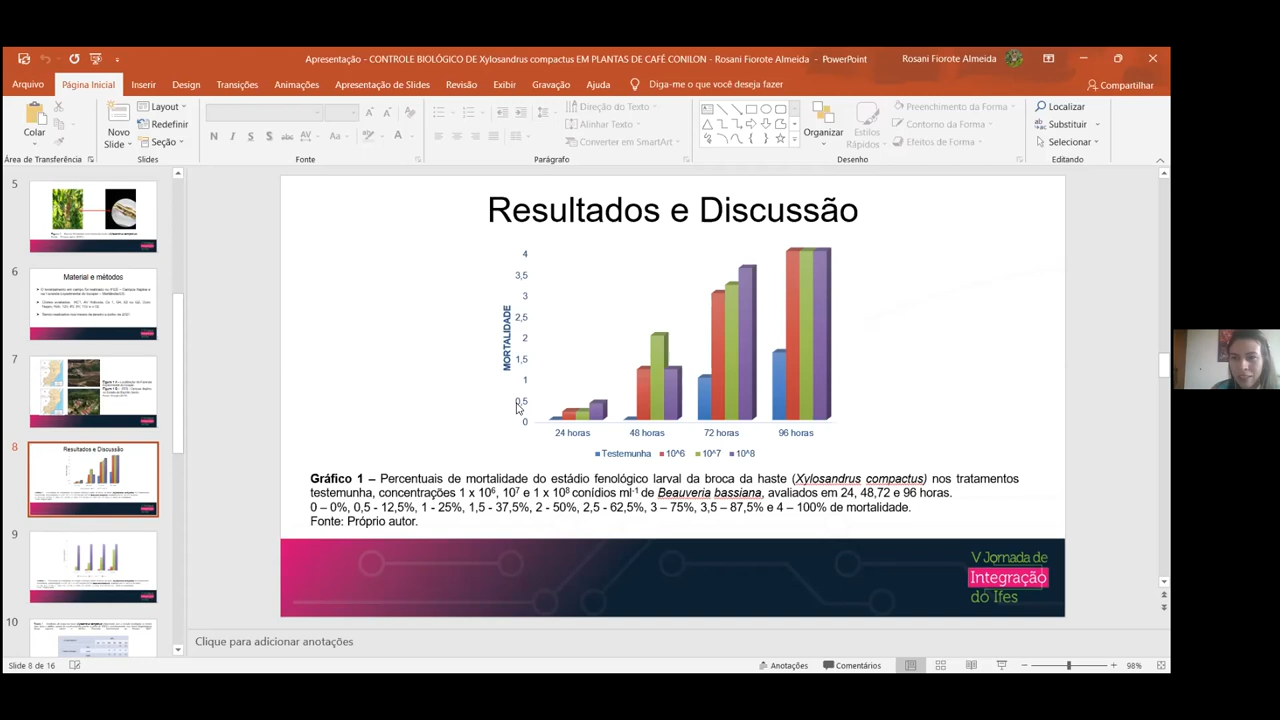 Apresentação - CONTROLE BIOLÓGICO DE Xylosandrus compactus EM PLANTAS DE CAFÉ CONILON - Rosani Fiorote Almeida - PowerPoint
Rosani Fiorote Almeida
Arquivo Página Inicial Inserir Design Transições Animações Apresentação de Slides Revisão Exibir Gravação Ajuda Diga-me o que você deseja fazer
Compartilhar
Colar
Novo Slide
Layout
Redefinir
Seção
N I S S abc AV Aa A
Direção do Texto
Alinhar Texto
Converter em SmartArt
Organizar
Estilos Rápidos
Preenchimento da Forma
Contorno da Forma
Efeitos de Forma
Localizar
Substituir
Selecionar
Área de Transferência Slides Fonte Parágrafo Desenho Editando
5
6
Material e métodos
7
8
Resultados e Discussão
9
10
Resultados e Discussão
MORTALIDADE
4
3,5
3
2,5
2
1,5
1
0,5
0
24 horas 48 horas 72 horas 96 horas
Testemunha 10^6 10^7 10^8
Gráfico 1 – Percentuais de mortalidade do estádio fenológico larval da broca da haste (Xylosandrus compactus) nos tratamentos
testemunha, concentrações 1 x 10⁶, 10⁷ e 1 x 10⁸ conídios ml⁻¹ de Beauveria bassiana, avaliados em 24, 48,72 e 96 horas.
0 – 0%, 0,5 - 12,5%, 1 - 25%, 1,5 - 37,5%, 2 - 50%, 2,5 - 62,5%, 3 – 75%, 3,5 – 87,5% e 4 – 100% de mortalidade.
Fonte: Próprio autor.
V Jornada de
Integração
do Ifes
Clique para adicionar anotações
Slide 8 de 16
Anotações Comentários 98%